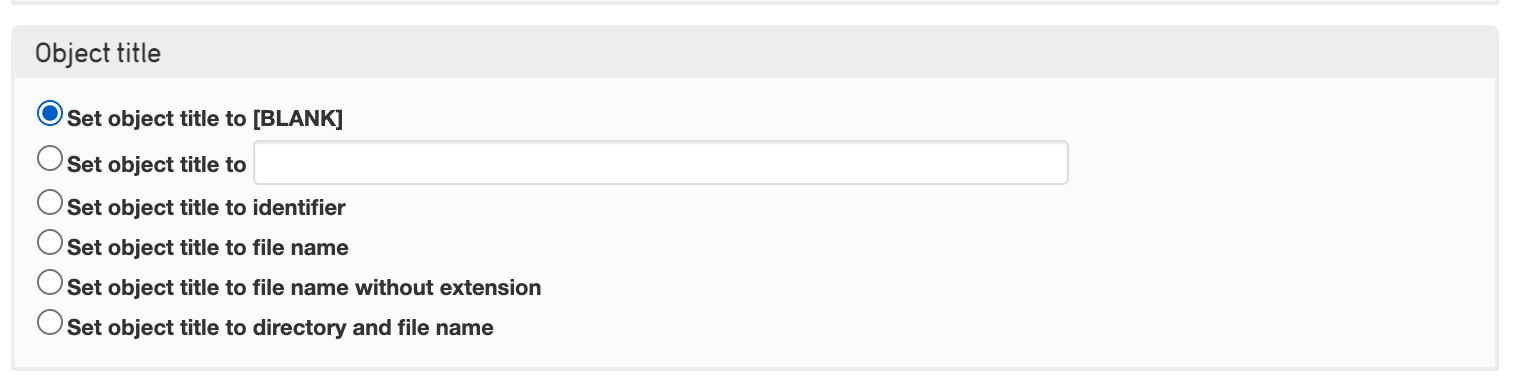 Object title
Set object title to [BLANK]
Set object title to
Set object title to identifier
Set object title to file name
Set object title to file name without extension
Set object title to directory and file name